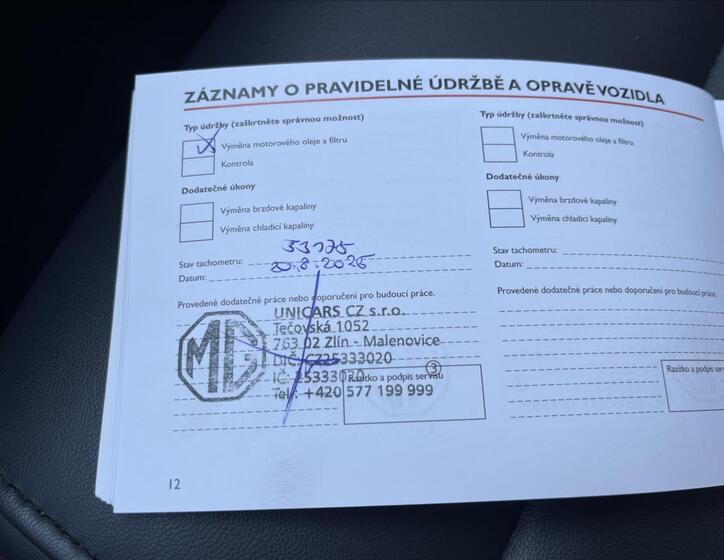 ZÁZNAMY O PRAVIDELNÉ ÚDRŽBĚ A OPRAVĚ VOZIDLA
Typ údržby (zaškrtněte správnou možnost)
Výměna motorového oleje a filtru
Kontrola
Dodatečné úkony
Výměna brzdové kapaliny
Výměna chladicí kapaliny
Stav tachometru: 33175
Datum:
Provedené dodatečné práce nebo doporučení pro budoucí práce.
MG
UNICARS CZ s.r.o.
Tečovská 1052
763 02 Zlín - Malenovice
DIČ: CZ25333020
IČ: 25333020
3
Razítko a podpis servisu
Tel.: +420 577 199 999
12
Typ údržby (zaškrtněte správnou možnost)
Výměna motorového oleje a filtru
Kontrola
Dodatečné úkony
Výměna brzdové kapaliny
Výměna chladicí kapaliny
Stav tachometru:
Datum:
Provedené dodatečné práce nebo doporučení pro budoucí práce.
Razítko a podpis ser